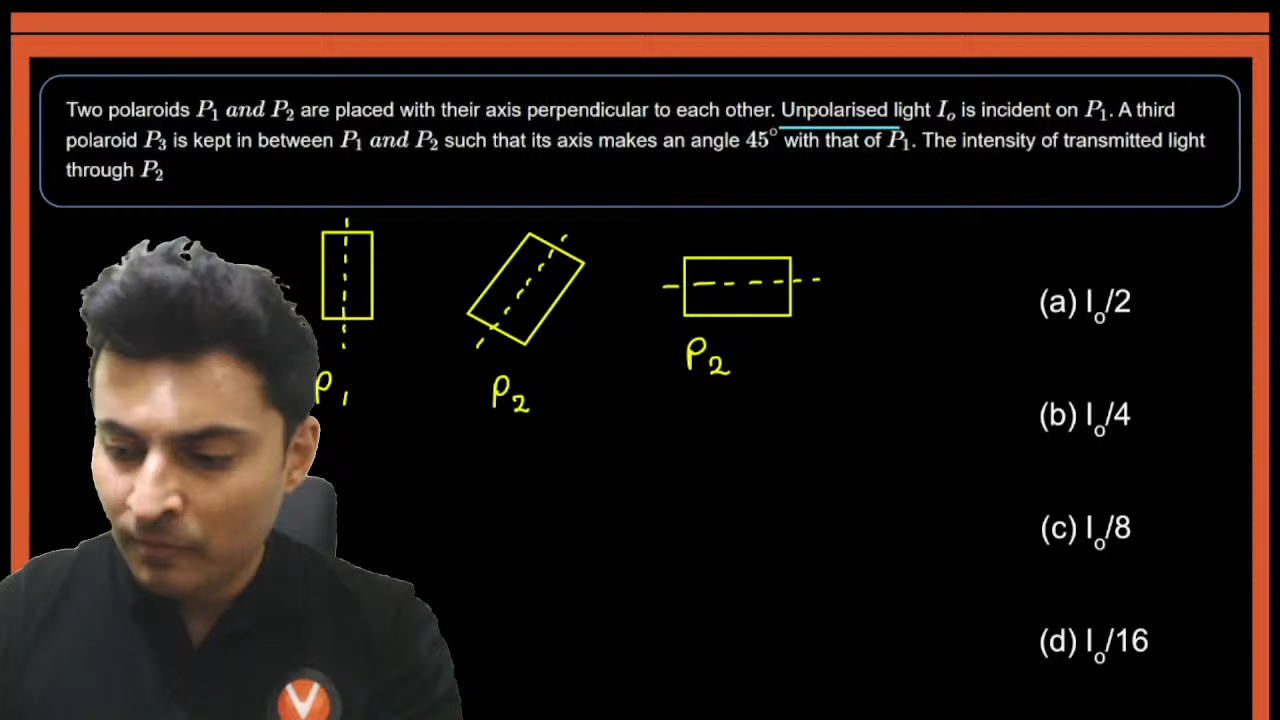 Two polaroids P₁ and P₂ are placed with their axis perpendicular to each other. Unpolarised light Iₒ is incident on P₁. A third
polaroid P₃ is kept in between P₁ and P₂ such that its axis makes an angle 45° with that of P₁. The intensity of transmitted light
through P₂
P₁
P₂
P₂
(a) Iₒ/2
(b) Iₒ/4
(c) Iₒ/8
(d) Iₒ/16